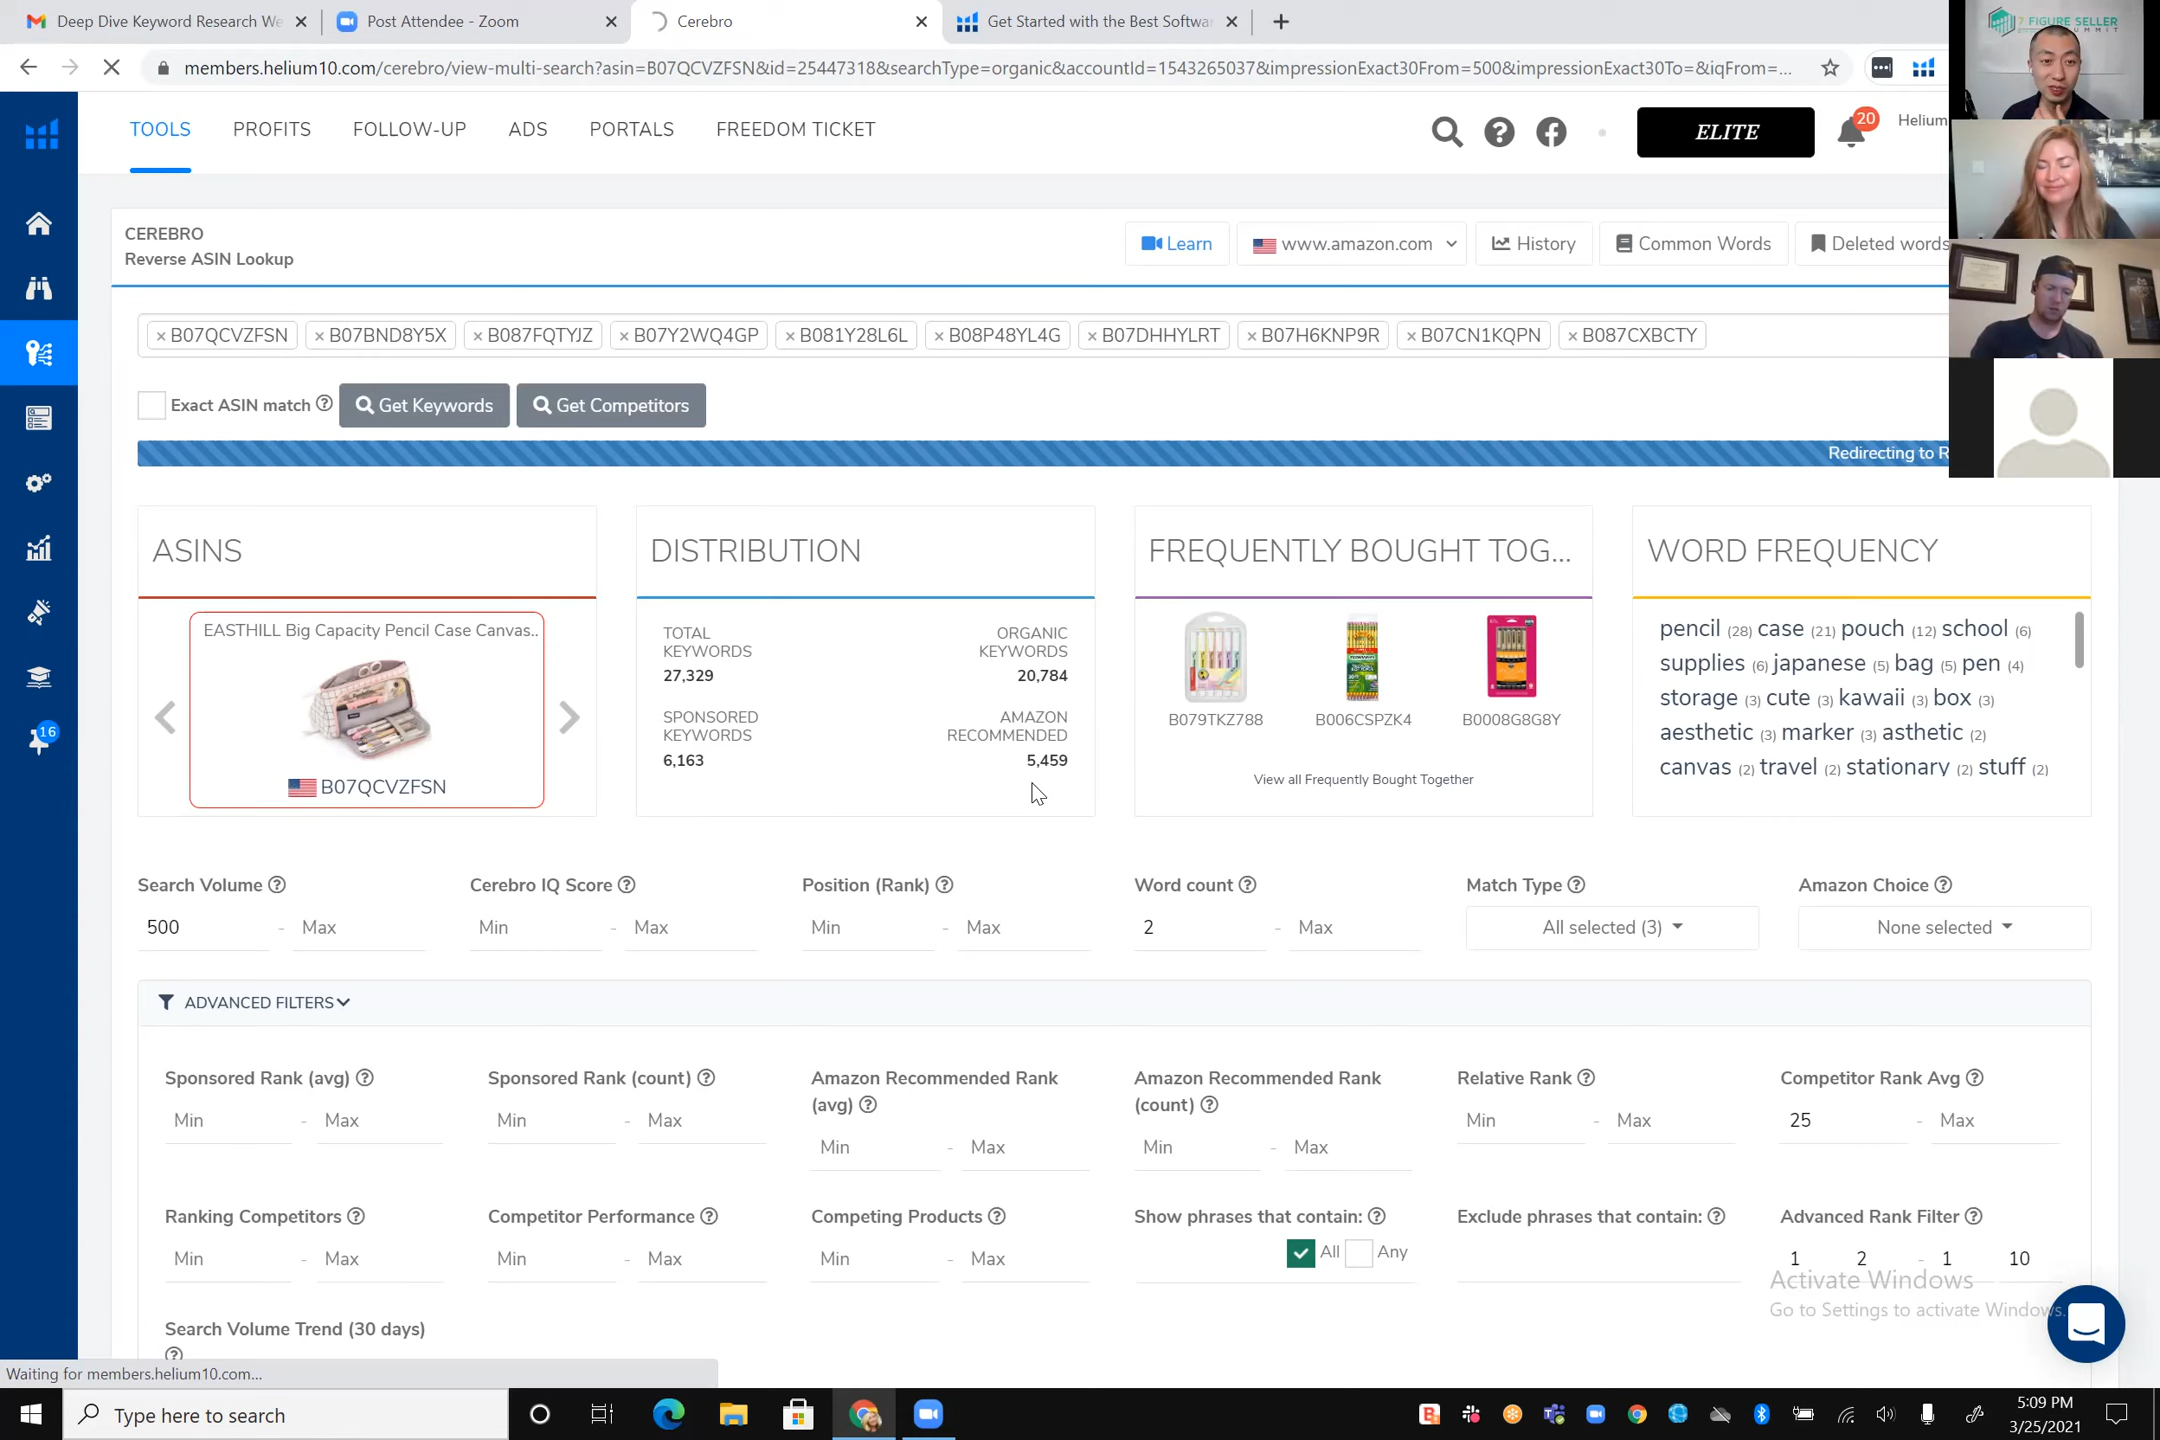 Deep Dive Keyword Research We
Post Attendee - Zoom
Cerebro
Get Started with the Best Softwa
members.helium10.com/cerebro/view-multi-search?asin=B07QCVZFSN&id=25447318&searchType=organic&accountId=1543265037&impressionExact30From=500&impressionExact30To=&iqFrom=...
7 FIGURE SELLER
SUMMIT
TOOLS PROFITS FOLLOW-UP ADS PORTALS FREEDOM TICKET
ELITE
20
Helium
CEREBRO
Reverse ASIN Lookup
Learn
www.amazon.com
History
Common Words
Deleted words
× B07QCVZFSN × B07BND8Y5X × B087FQTYJZ × B07Y2WQ4GP × B081Y28L6L × B08P48YL4G × B07DHHYLRT × B07H6KNP9R × B07CN1KQPN × B087CXBCTY
Exact ASIN match
Get Keywords
Get Competitors
Redirecting to R
ASINS
EASTHILL Big Capacity Pencil Case Canvas..
B07QCVZFSN
DISTRIBUTION
TOTAL KEYWORDS
27,329
ORGANIC KEYWORDS
20,784
SPONSORED KEYWORDS
6,163
AMAZON RECOMMENDED
5,459
FREQUENTLY BOUGHT TOG...
B079TKZ788 B006CSPZK4 B0008G8G8Y
View all Frequently Bought Together
WORD FREQUENCY
pencil (28) case (21) pouch (12) school (6)
supplies (6) japanese (5) bag (5) pen (4)
storage (3) cute (3) kawaii (3) box (3)
aesthetic (3) marker (3) asthetic (2)
canvas (2) travel (2) stationary (2) stuff (2)
16
Search Volume Cerebro IQ Score Position (Rank) Word count Match Type Amazon Choice
500 - Max Min - Max Min - Max 2 - Max All selected (3) None selected
ADVANCED FILTERS
Sponsored Rank (avg)
Min - Max
Sponsored Rank (count)
Min - Max
Amazon Recommended Rank
(avg)
Min - Max
Amazon Recommended Rank
(count)
Min - Max
Relative Rank
Min - Max
Competitor Rank Avg
25 - Max
Ranking Competitors
Min - Max
Competitor Performance
Min - Max
Competing Products
Min - Max
Show phrases that contain:
All Any
Exclude phrases that contain:
Advanced Rank Filter
1 2 - 1 10
Search Volume Trend (30 days)
Activate Windows
Go to Settings to activate Windows.
Waiting for members.helium10.com...
Type here to search
5:09 PM
3/25/2021